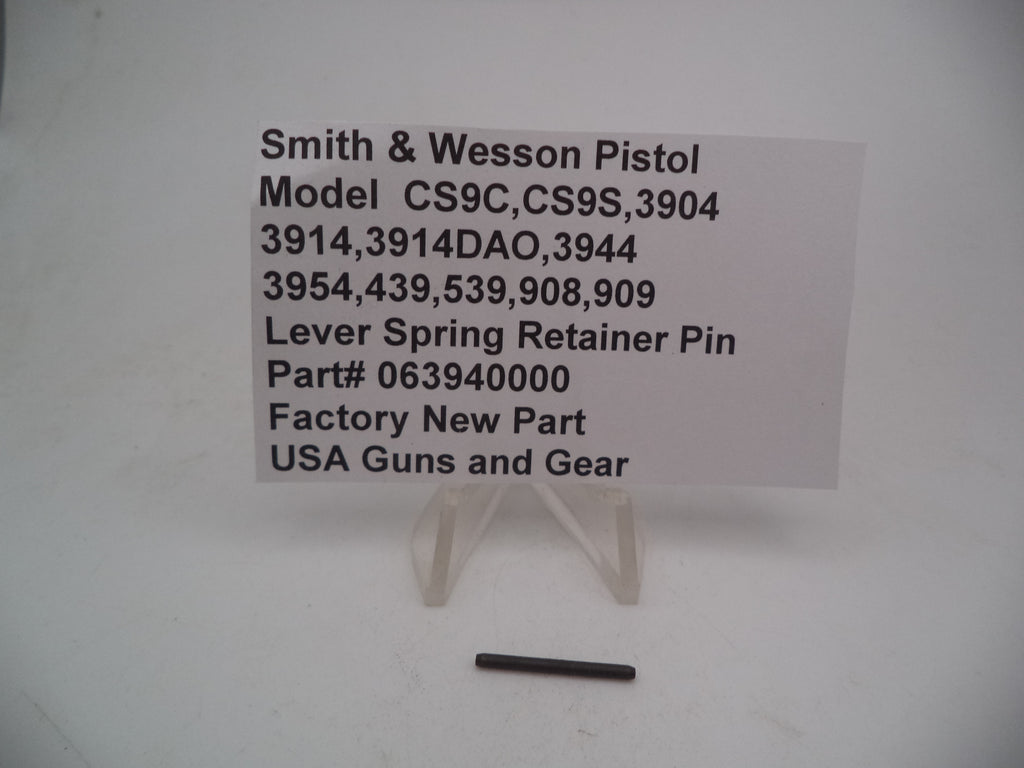 Smith & Wesson Pistol
Model CS9C,CS9S,3904
3914,3914DAO,3944
3954,439,539,908,909
Lever Spring Retainer Pin
Part# 063940000
Factory New Part
USA Guns and Gear